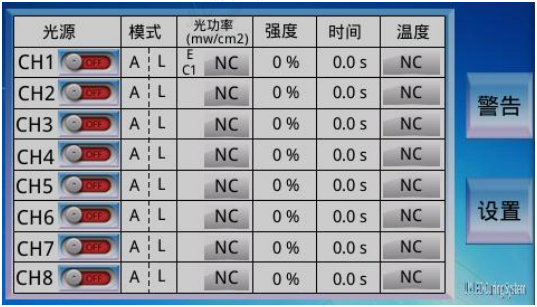 光源 模式 光功率 (mw/cm2) 强度 时间 温度
CH1 OFF A L E C1 NC 0 % 0.0 s NC
CH2 OFF A L NC 0 % 0.0 s NC
CH3 OFF A L NC 0 % 0.0 s NC
CH4 OFF A L NC 0 % 0.0 s NC
CH5 OFF A L NC 0 % 0.0 s NC
CH6 OFF A L NC 0 % 0.0 s NC
CH7 OFF A L NC 0 % 0.0 s NC
CH8 OFF A L NC 0 % 0.0 s NC
警告
设置